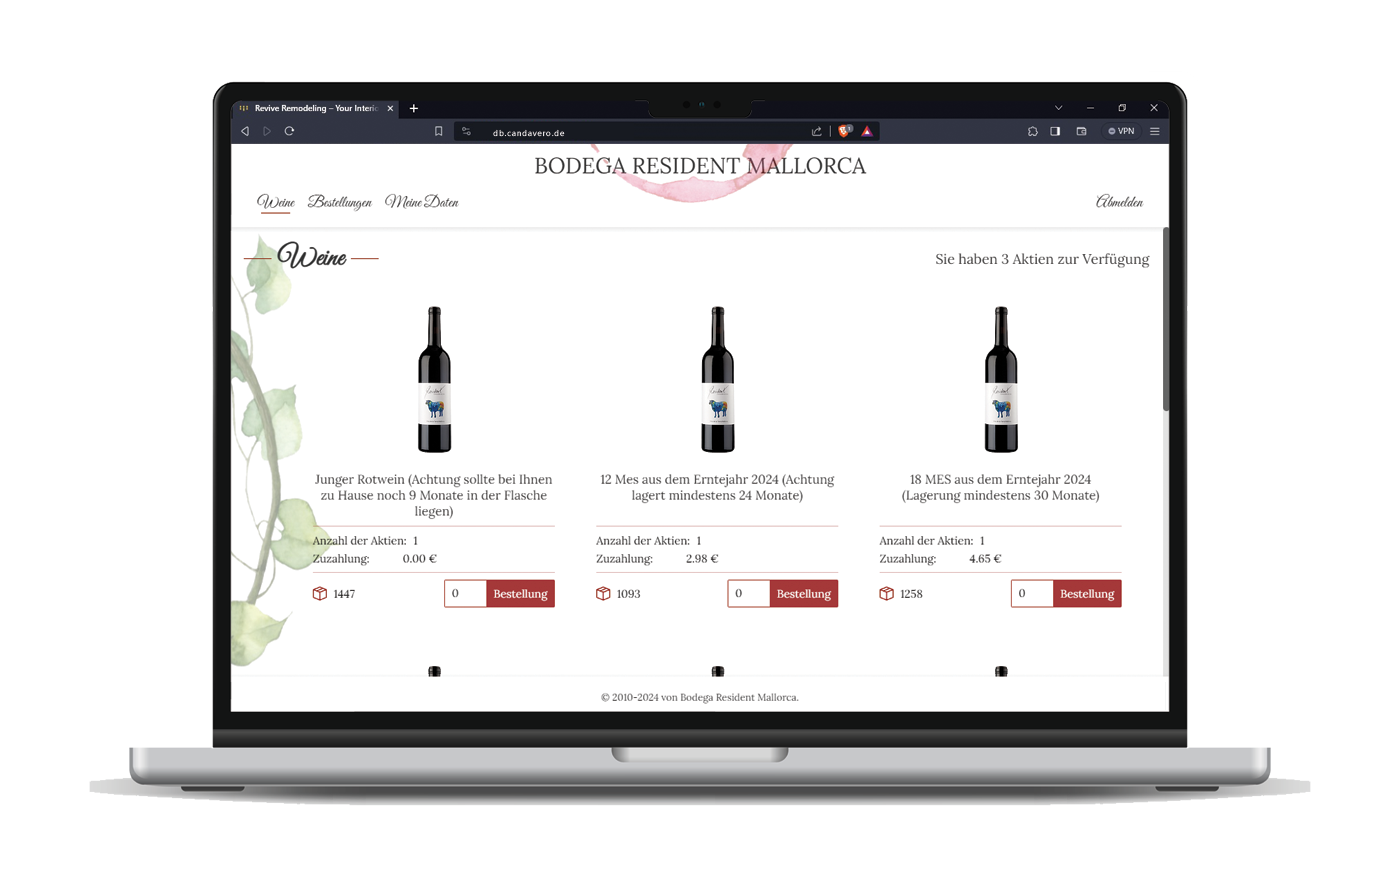 Revive Remodeling – Your Interio
db.candavero.de
VPN
BODEGA RESIDENT MALLORCA
Weine Bestellungen Meine Daten Abmelden
Weine
Sie haben 3 Aktien zur Verfügung
Junger Rotwein (Achtung sollte bei Ihnen
zu Hause noch 9 Monate in der Flasche
liegen)
Anzahl der Aktien: 1
Zuzahlung: 0.00 €
1447 0 Bestellung
12 Mes aus dem Erntejahr 2024 (Achtung
lagert mindestens 24 Monate)
Anzahl der Aktien: 1
Zuzahlung: 2.98 €
1093 0 Bestellung
18 MES aus dem Erntejahr 2024
(Lagerung mindestens 30 Monate)
Anzahl der Aktien: 1
Zuzahlung: 4.65 €
1258 0 Bestellung
© 2010-2024 von Bodega Resident Mallorca.